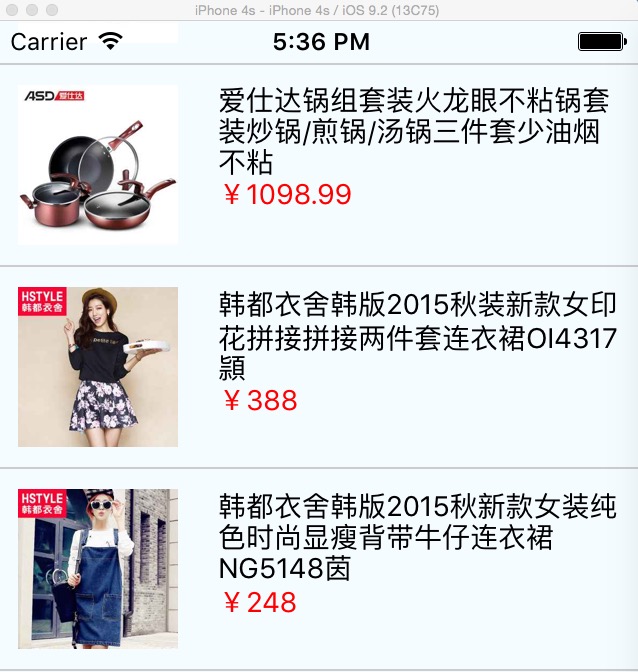 iPhone 4s - iPhone 4s / iOS 9.2 (13C75)
Carrier 5:36 PM
ASD/爱仕达
爱仕达锅组套装火龙眼不粘锅套
装炒锅/煎锅/汤锅三件套少油烟
不粘
￥1098.99
HSTYLE
韩都衣舍
韩都衣舍韩版2015秋装新款女印
花拼接拼接两件套连衣裙OI4317
潁
￥388
HSTYLE
韩都衣舍
韩都衣舍韩版2015秋新款女装纯
色时尚显瘦背带牛仔连衣裙
NG5148茵
￥248